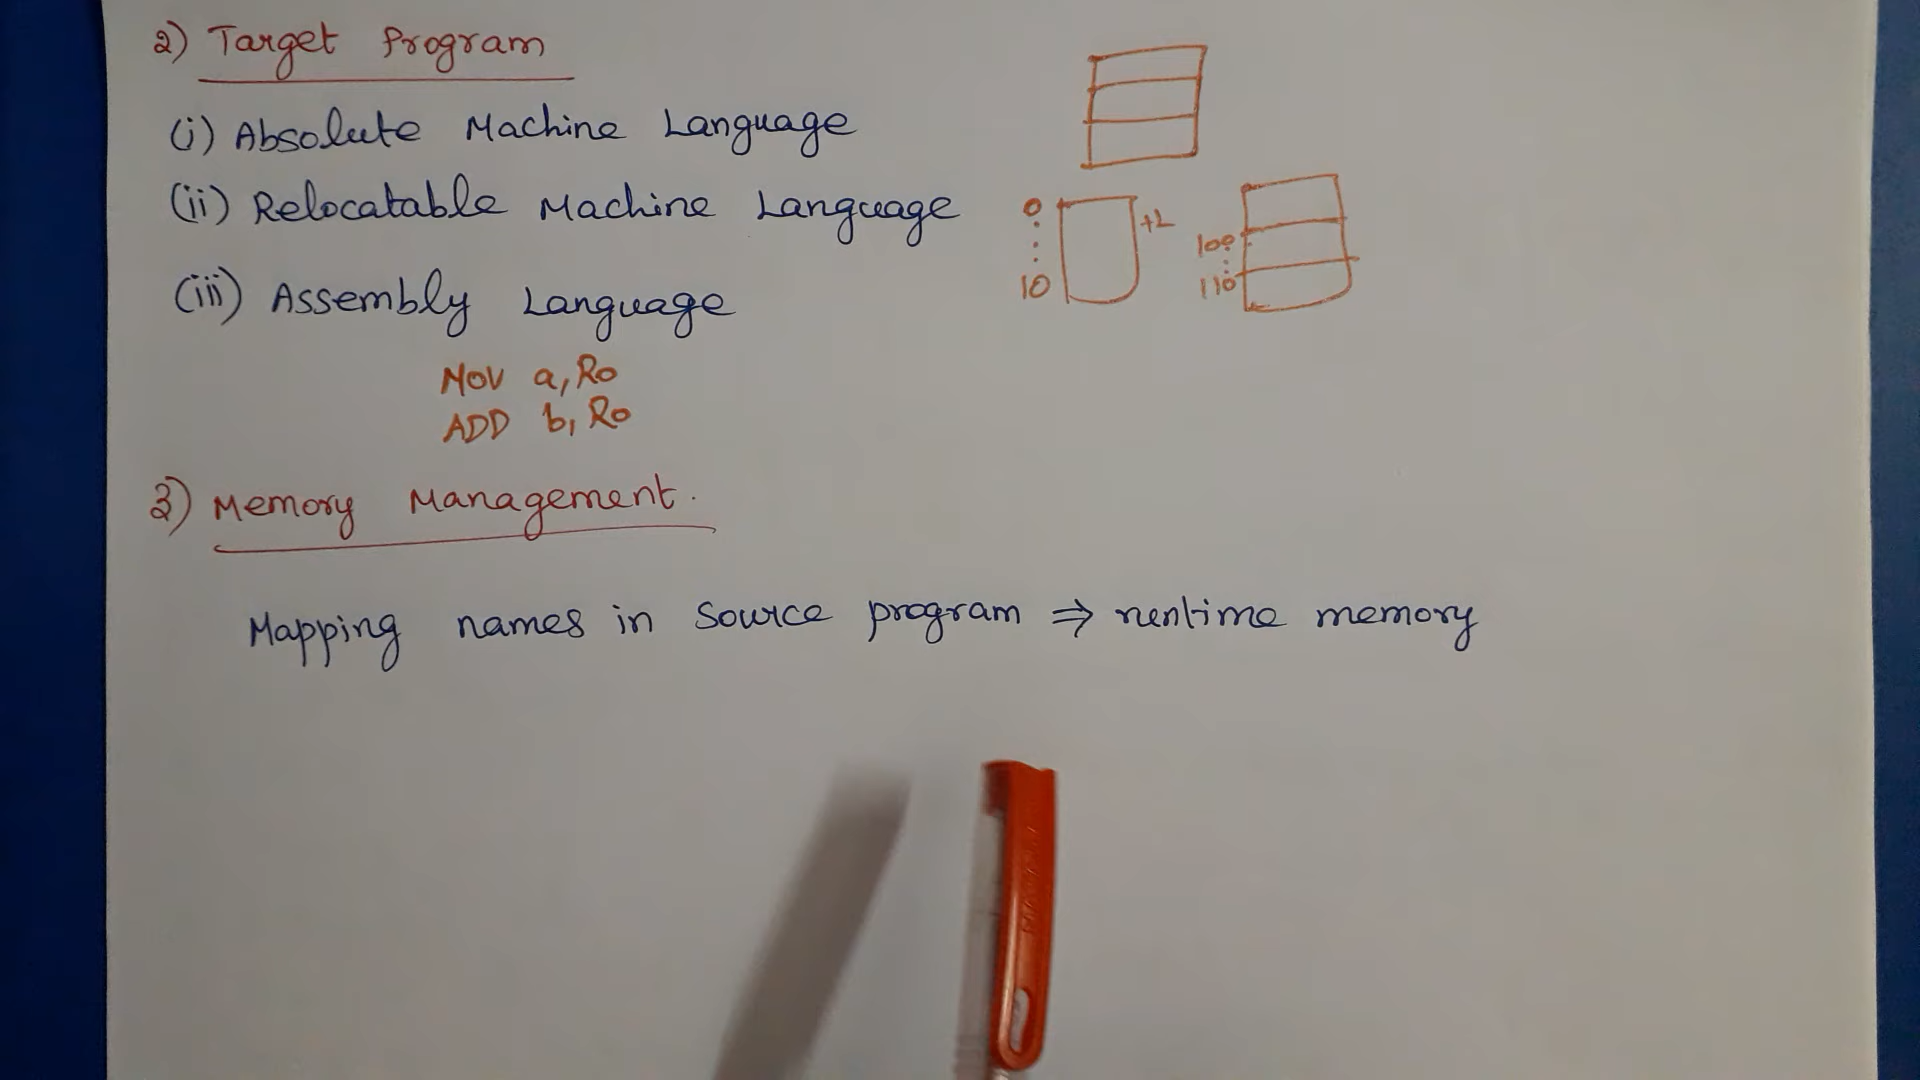 2) Target Program
(i) Absolute Machine Language
(ii) Relocatable Machine Language
0
10
+L
100
110
(iii) Assembly Language
MOV a, R0
ADD b, R0
3) Memory Management.
Mapping names in source program ⇒ runtime memory